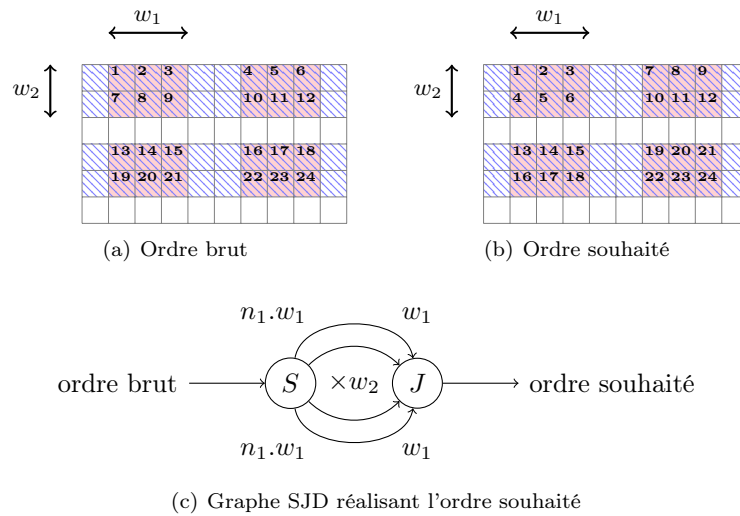 w₁ w₁
w₂ 1 2 3 4 5 6 w₂ 1 2 3 7 8 9
7 8 9 10 11 12 4 5 6 10 11 12
13 14 15 16 17 18 13 14 15 19 20 21
19 20 21 22 23 24 16 17 18 22 23 24
(a) Ordre brut (b) Ordre souhaité
n₁.w₁ w₁
ordre brut S ×w₂ J ordre souhaité
n₁.w₁ w₁
(c) Graphe SJD réalisant l'ordre souhaité